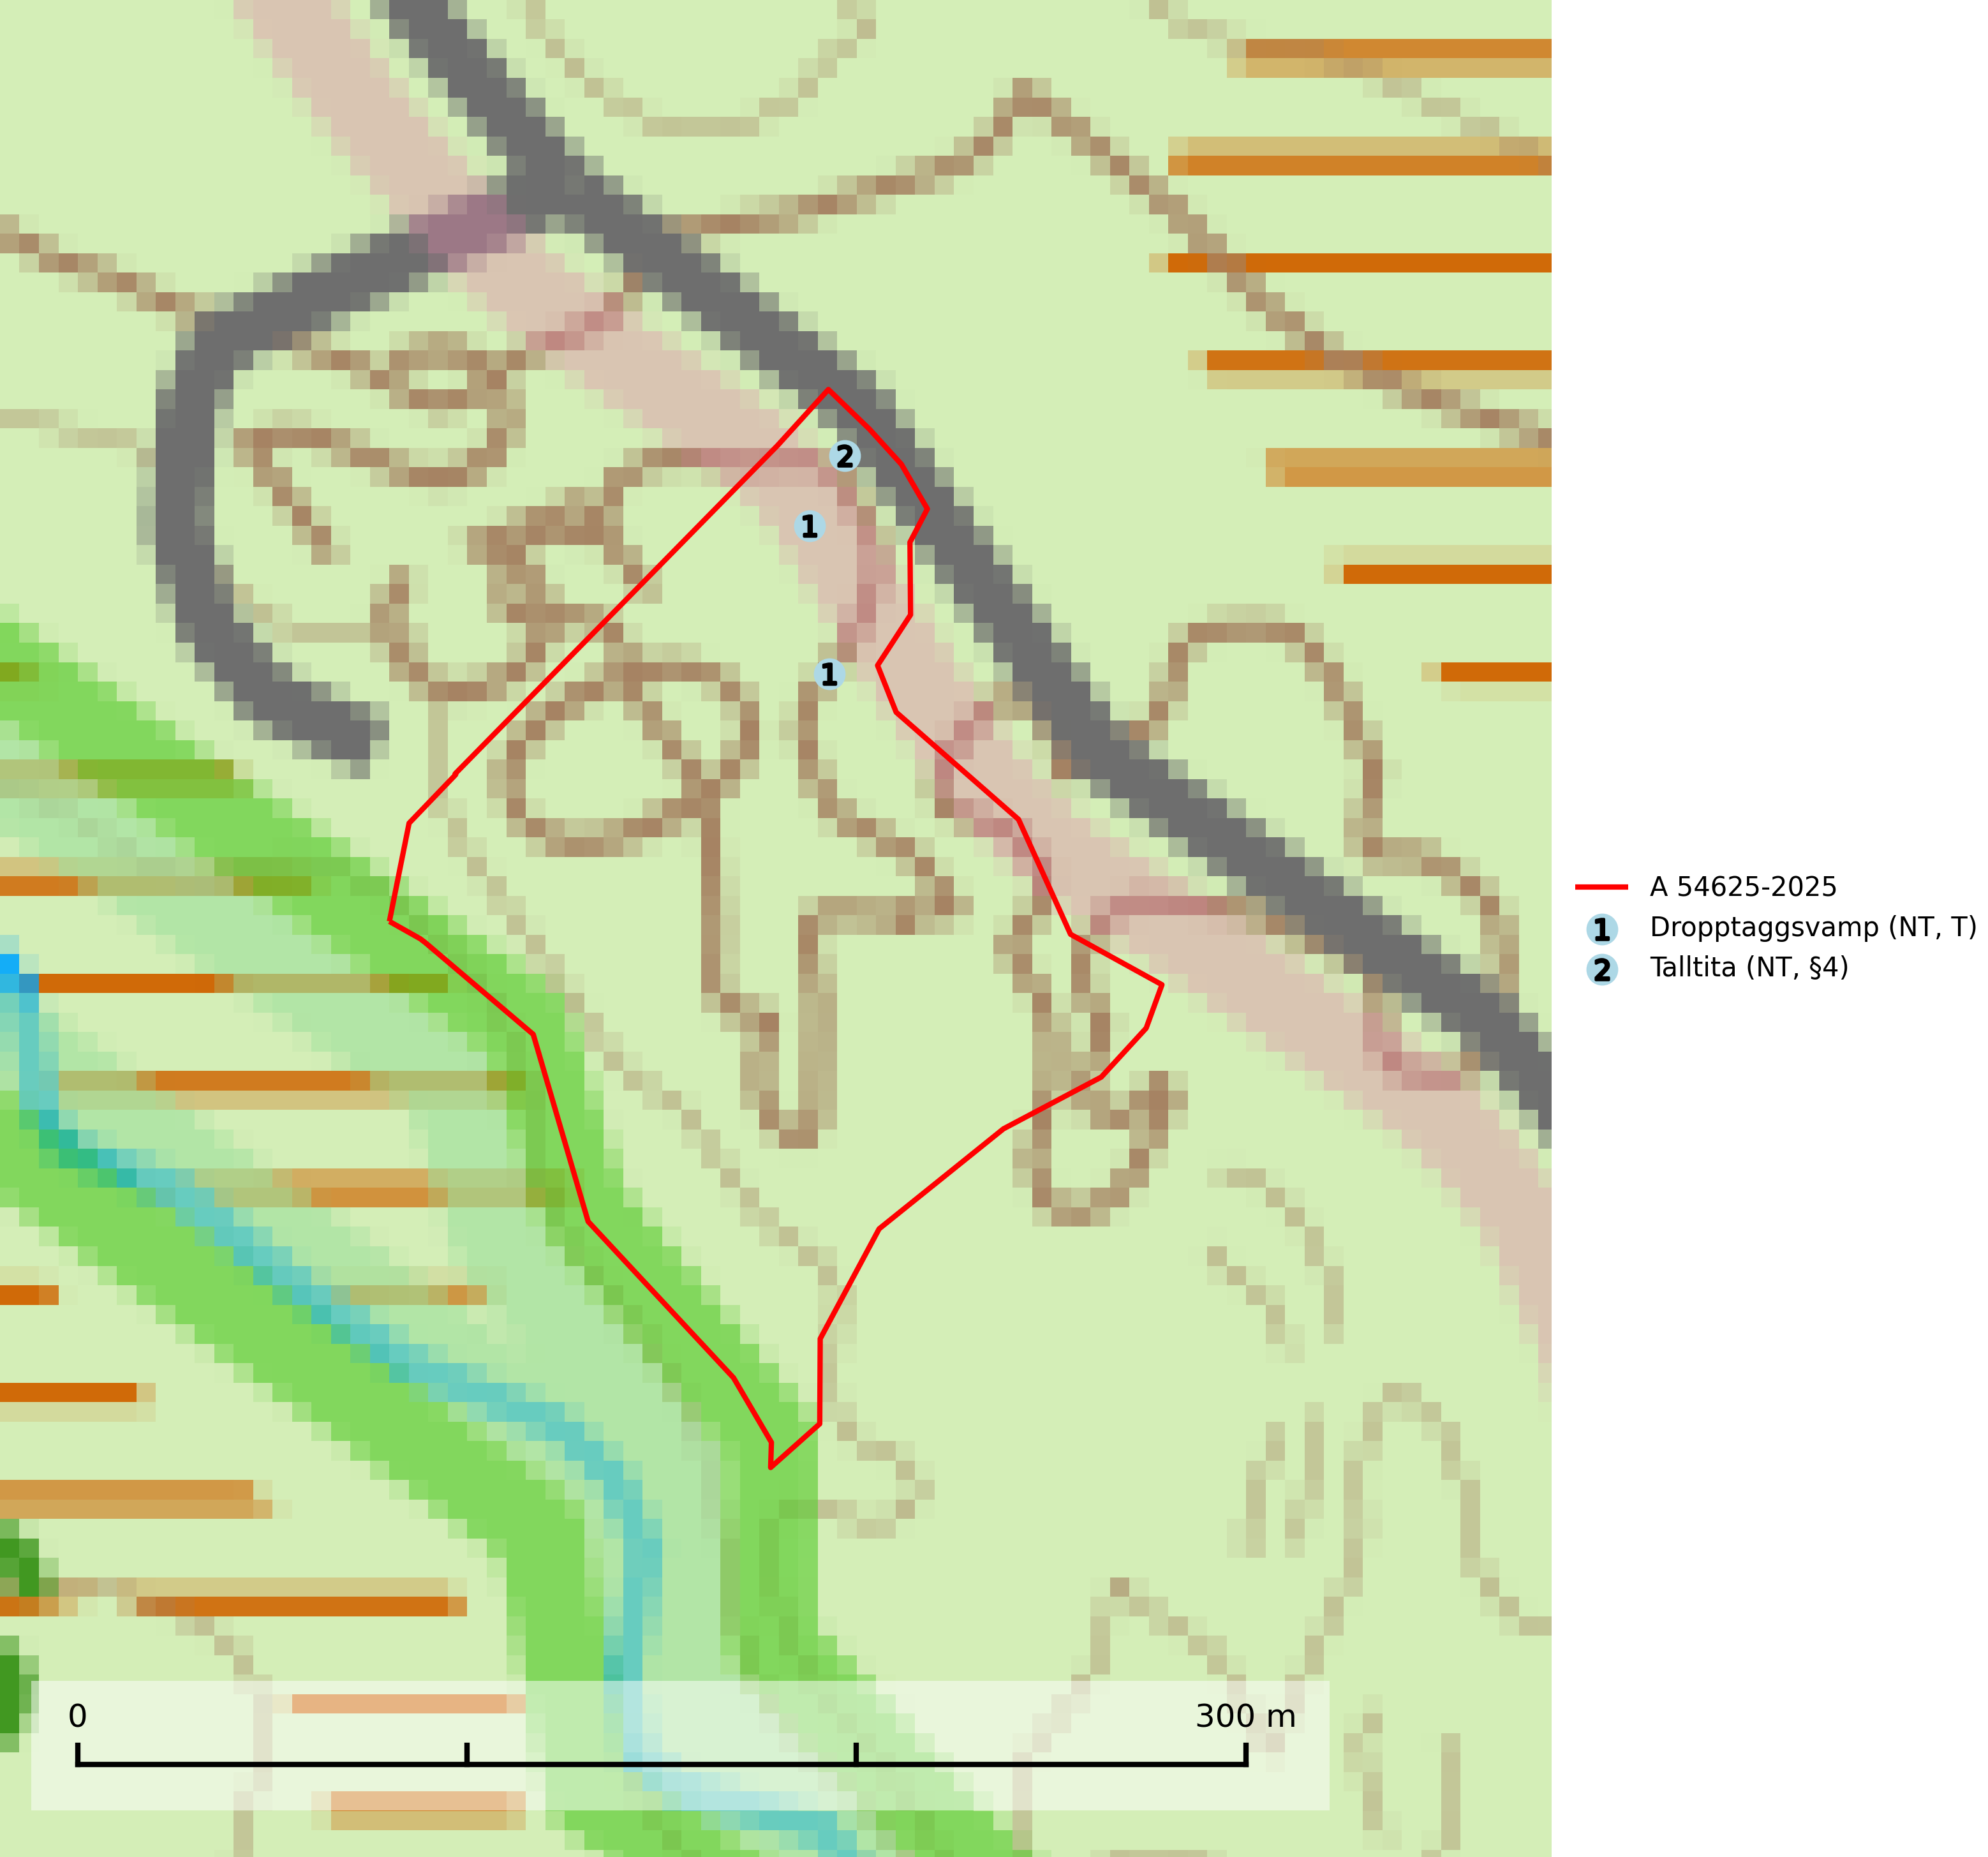 2
1
1
A 54625-2025
1 Dropptaggsvamp (NT, T)
2 Talltita (NT, §4)
0 300 m